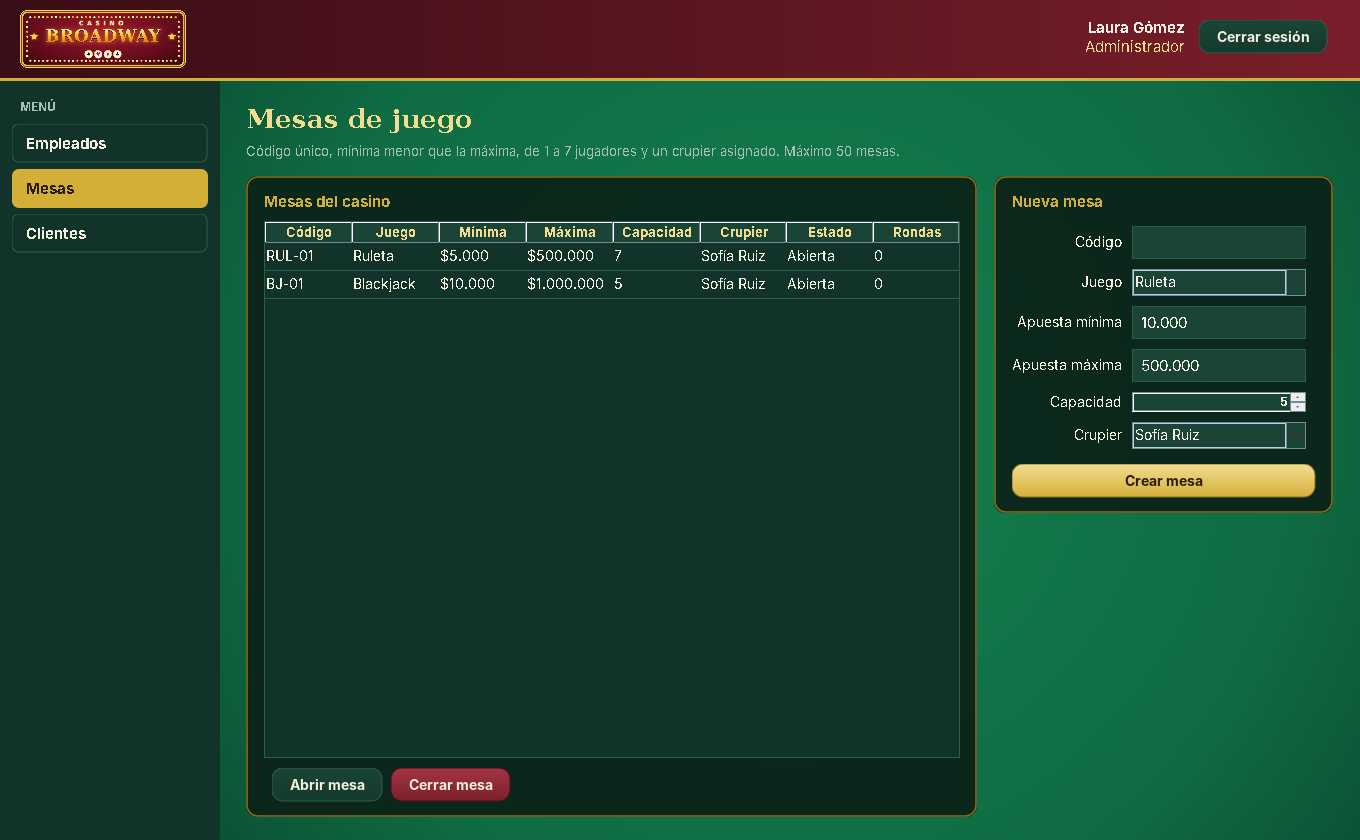 CASINO
BROADWAY
Laura Gómez
Administrador
Cerrar sesión
MENÚ
Empleados
Mesas
Clientes
Mesas de juego
Código único, mínima menor que la máxima, de 1 a 7 jugadores y un crupier asignado. Máximo 50 mesas.
Mesas del casino
Código Juego Mínima Máxima Capacidad Crupier Estado Rondas
RUL-01 Ruleta $5.000 $500.000 7 Sofía Ruiz Abierta 0
BJ-01 Blackjack $10.000 $1.000.000 5 Sofía Ruiz Abierta 0
Abrir mesa
Cerrar mesa
Nueva mesa
Código
Juego Ruleta
Apuesta mínima 10.000
Apuesta máxima 500.000
Capacidad 5
Crupier Sofía Ruiz
Crear mesa